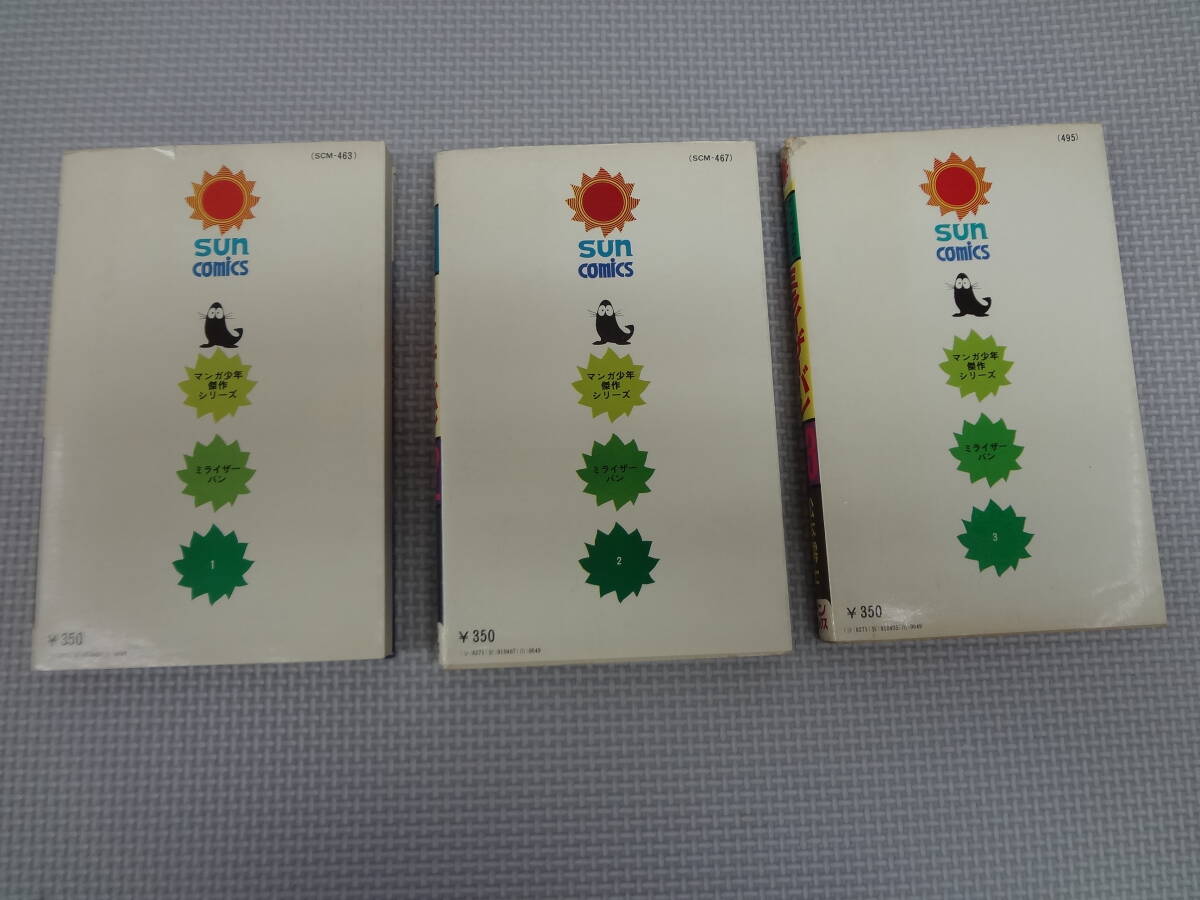 (SCM-463)
sun
comics
マンガ少年
傑作
シリーズ
ミライザー
バン
1
¥350
(SCM-467)
sun
comics
マンガ少年
傑作
シリーズ
ミライザー
バン
2
¥350
(495)
sun
comics
マンガ少年
傑作
シリーズ
ミライザー
バン
3
¥350